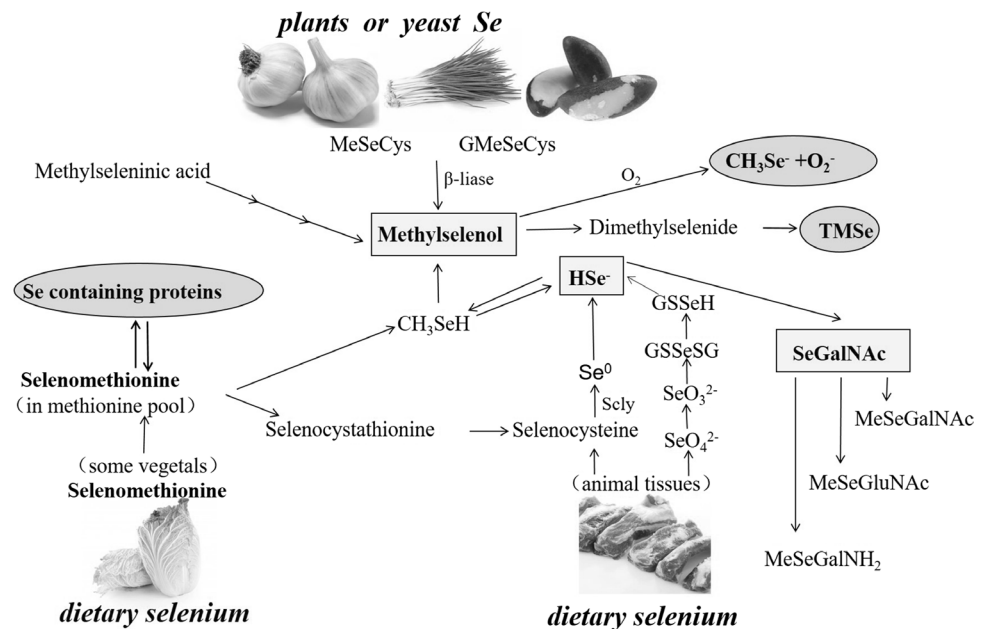 plants or yeast Se
MeSeCys GMeSeCys
Methylseleninic acid
β-liase
O₂
CH₃Se⁻ +O₂⁻
Methylselenol
Dimethylselenide
TMSe
Se containing proteins
HSe⁻
CH₃SeH
GSSeH
GSSeSG
SeGalNAc
Selenomethionine
（in methionine pool）
Se⁰
SeO₃²⁻
Scly
MeSeGalNAc
Selenocystathionine
Selenocysteine
SeO₄²⁻
（some vegetals）
Selenomethionine
（animal tissues）
MeSeGluNAc
MeSeGalNH₂
dietary selenium
dietary selenium